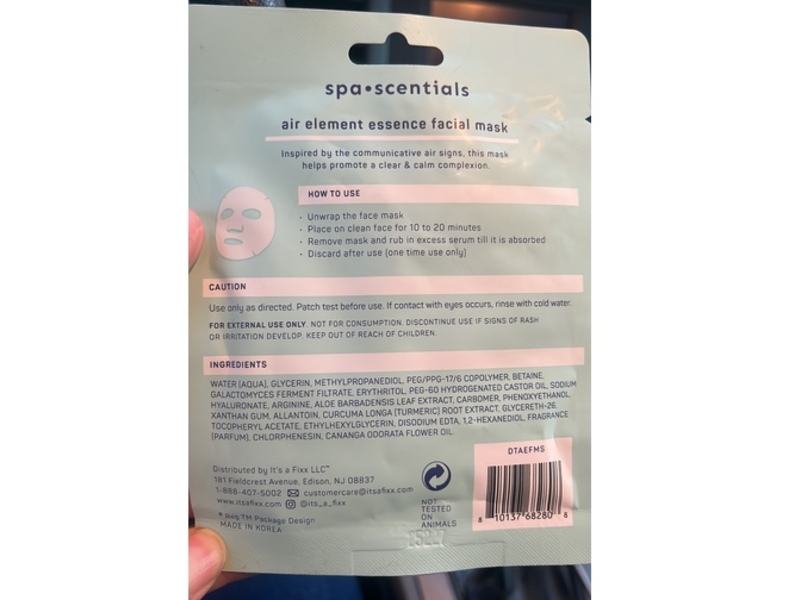 spa•scentials
air element essence facial mask
Inspired by the communicative air signs, this mask
helps promote a clear & calm complexion.
HOW TO USE
• Unwrap the face mask
• Place on clean face for 10 to 20 minutes
• Remove mask and rub in excess serum till it is absorbed
• Discard after use (one time use only)
CAUTION
Use only as directed. Patch test before use. If contact with eyes occurs, rinse with cold water.
FOR EXTERNAL USE ONLY. NOT FOR CONSUMPTION. DISCONTINUE USE IF SIGNS OF RASH
OR IRRITATION DEVELOP. KEEP OUT OF REACH OF CHILDREN.
INGREDIENTS
WATER (AQUA), GLYCERIN, METHYLPROPANEDIOL, PEG/PPG-17/6 COPOLYMER, BETAINE,
GALACTOMYCES FERMENT FILTRATE, ERYTHRITOL, PEG-60 HYDROGENATED CASTOR OIL, SODIUM
HYALURONATE, ARGININE, ALOE BARBADENSIS LEAF EXTRACT, CARBOMER, PHENOXYETHANOL,
XANTHAN GUM, ALLANTOIN, CURCUMA LONGA (TURMERIC) ROOT EXTRACT, GLYCERETH-26,
TOCOPHERYL ACETATE, ETHYLHEXYLGLYCERIN, DISODIUM EDTA, 1,2-HEXANEDIOL, FRAGRANCE
(PARFUM), CHLORPHENESIN, CANANGA ODORATA FLOWER OIL.
Distributed by It's a Fixx LLC™
181 Fieldcrest Avenue, Edison, NJ 08837
1-888-407-5002 customercare@itsafixx.com
www.itsafixx.com @its_a_fixx
TM Package Design
MADE IN KOREA
NOT
TESTED
ON
ANIMALS
DTAEFMS
8 10137 68280 8